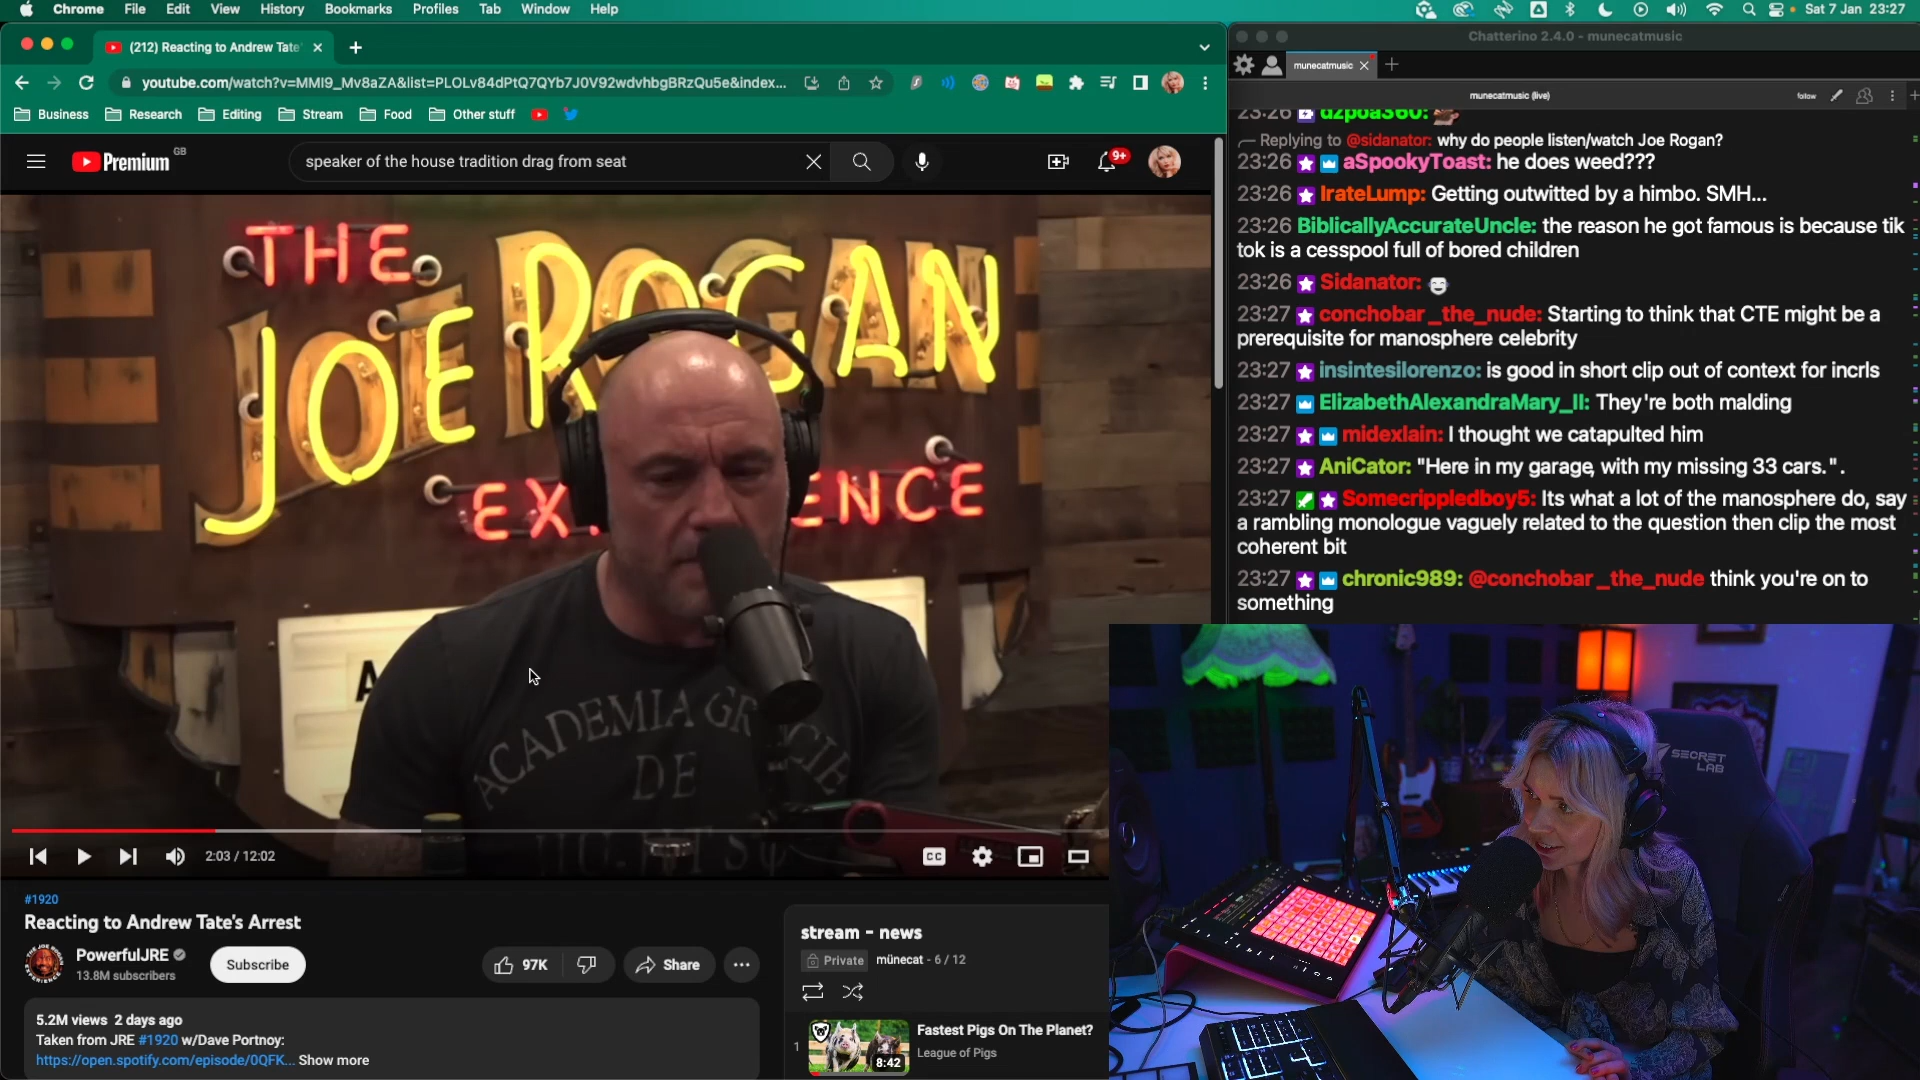 Chrome File Edit View History Bookmarks Profiles Tab Window Help
Sat 7 Jan 23:27
(212) Reacting to Andrew Tate'
youtube.com/watch?v=MMI9_Mv8aZA&list=PLOLv84dPtQ7QYb7J0V92wdvhbgBRzQu5e&index...
Business Research Editing Stream Food Other stuff
Premium GB
speaker of the house tradition drag from seat
9+
THE
JOE ROGAN
EX ENCE
A
ACADEMIA GR CIE
DE
2:03 / 12:02
CC
#1920
Reacting to Andrew Tate's Arrest
PowerfulJRE
13.8M subscribers
Subscribe
97K
Share
5.2M views 2 days ago
Taken from JRE #1920 w/Dave Portnoy:
https://open.spotify.com/episode/0QFK... Show more
stream - news
Private münecat - 6 / 12
1
8:42
Fastest Pigs On The Planet?
League of Pigs
Chatterino 2.4.0 - munecatmusic
munecatmusic
munecatmusic (live)
follow
23:26 dzpoa360:
Replying to @sidanator: why do people listen/watch Joe Rogan?
23:26 aSpookyToast: he does weed???
23:26 IrateLump: Getting outwitted by a himbo. SMH...
23:26 BiblicallyAccurateUncle: the reason he got famous is because tik
tok is a cesspool full of bored children
23:26 Sidanator:
23:27 conchobar_the_nude: Starting to think that CTE might be a
prerequisite for manosphere celebrity
23:27 insintesilorenzo: is good in short clip out of context for incrls
23:27 ElizabethAlexandraMary_II: They're both malding
23:27 midexlain: I thought we catapulted him
23:27 AniCator: "Here in my garage, with my missing 33 cars." .
23:27 Somecrippledboy5: Its what a lot of the manosphere do, say
a rambling monologue vaguely related to the question then clip the most
coherent bit
23:27 chronic989: @conchobar_the_nude think you're on to
something
SECRET
LAB